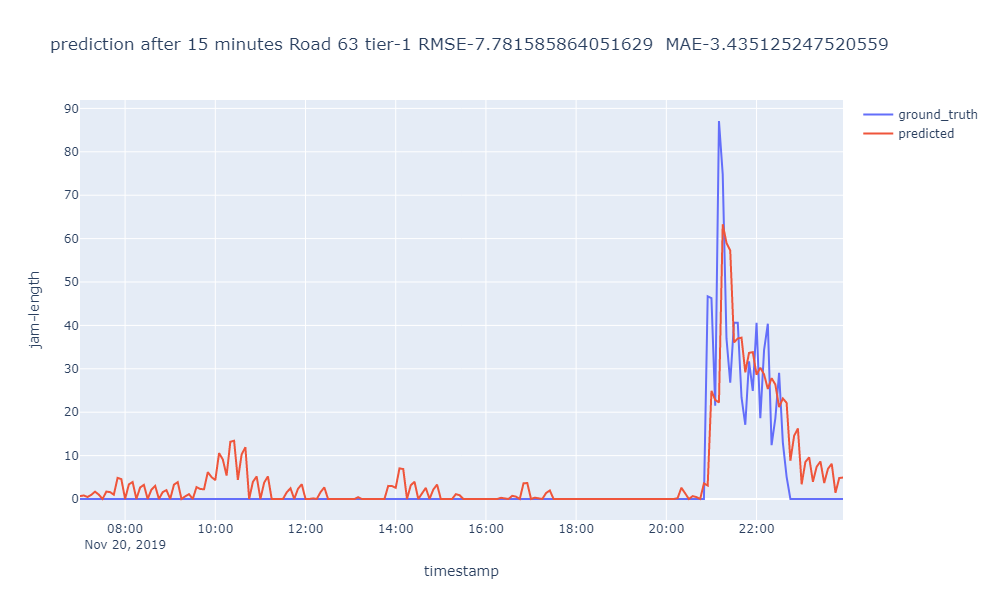 prediction after 15 minutes Road 63 tier-1 RMSE-7.781585864051629  MAE-3.435125247520559
ground_truth
predicted
90
80
70
60
50
40
30
20
10
0
jam-length
08:00 10:00 12:00 14:00 16:00 18:00 20:00 22:00
Nov 20, 2019
timestamp